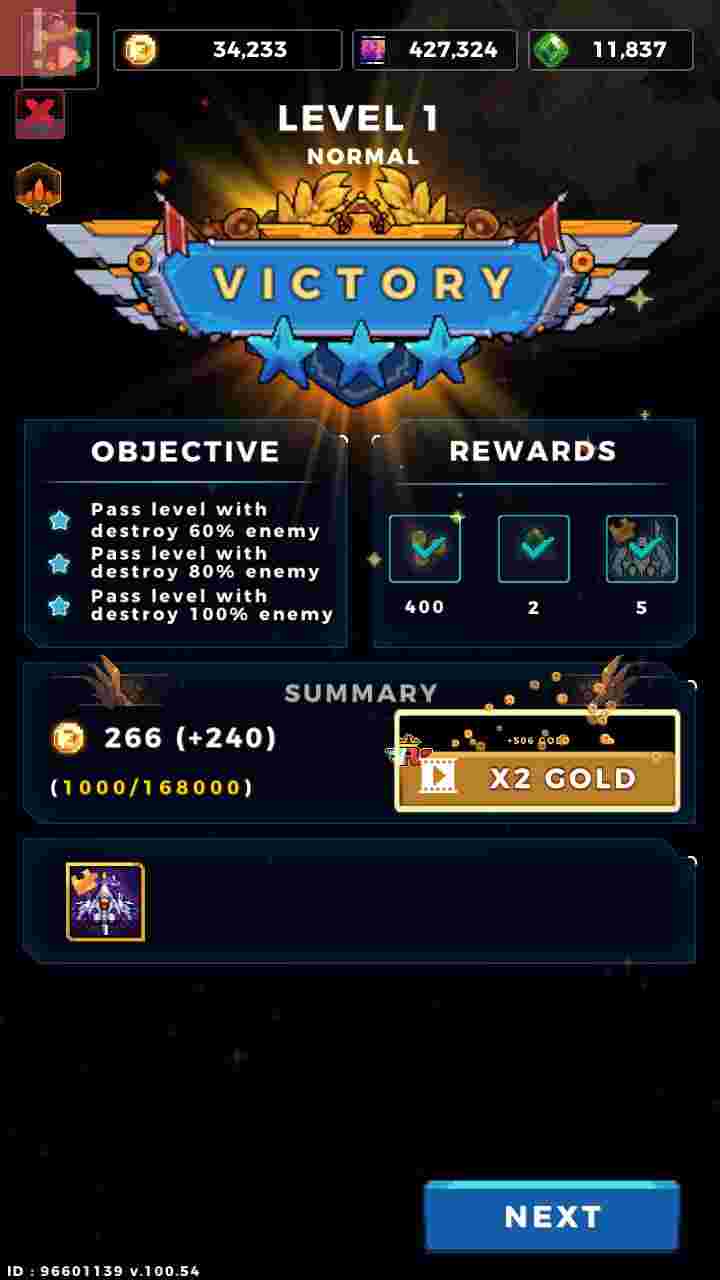 34,233
427,324
11,837
LEVEL 1
NORMAL
+2
VICTORY
OBJECTIVE
Pass level with
destroy 60% enemy
Pass level with
destroy 80% enemy
Pass level with
destroy 100% enemy
REWARDS
400
2
5
SUMMARY
266 (+240)
(1000/168000)
+506 GOLD
X2 GOLD
NEXT
ID : 96601139 v.100.54